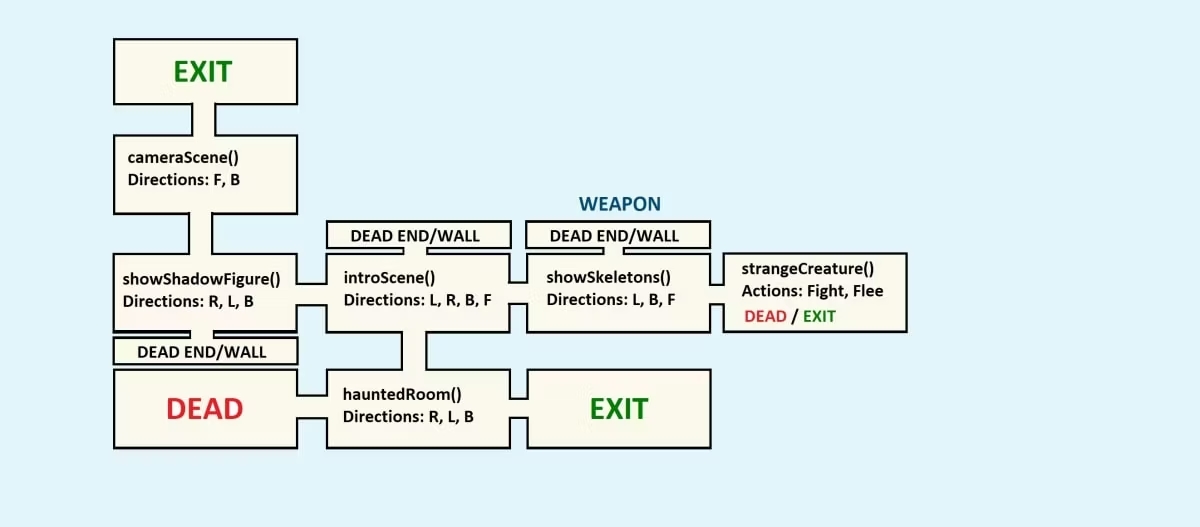 EXIT
cameraScene()
Directions: F, B
WEAPON
DEAD END/WALL
DEAD END/WALL
showShadowFigure()
Directions: R, L, B
introScene()
Directions: L, R, B, F
showSkeletons()
Directions: L, B, F
strangeCreature()
Actions: Fight, Flee
DEAD / EXIT
DEAD END/WALL
DEAD
hauntedRoom()
Directions: R, L, B
EXIT